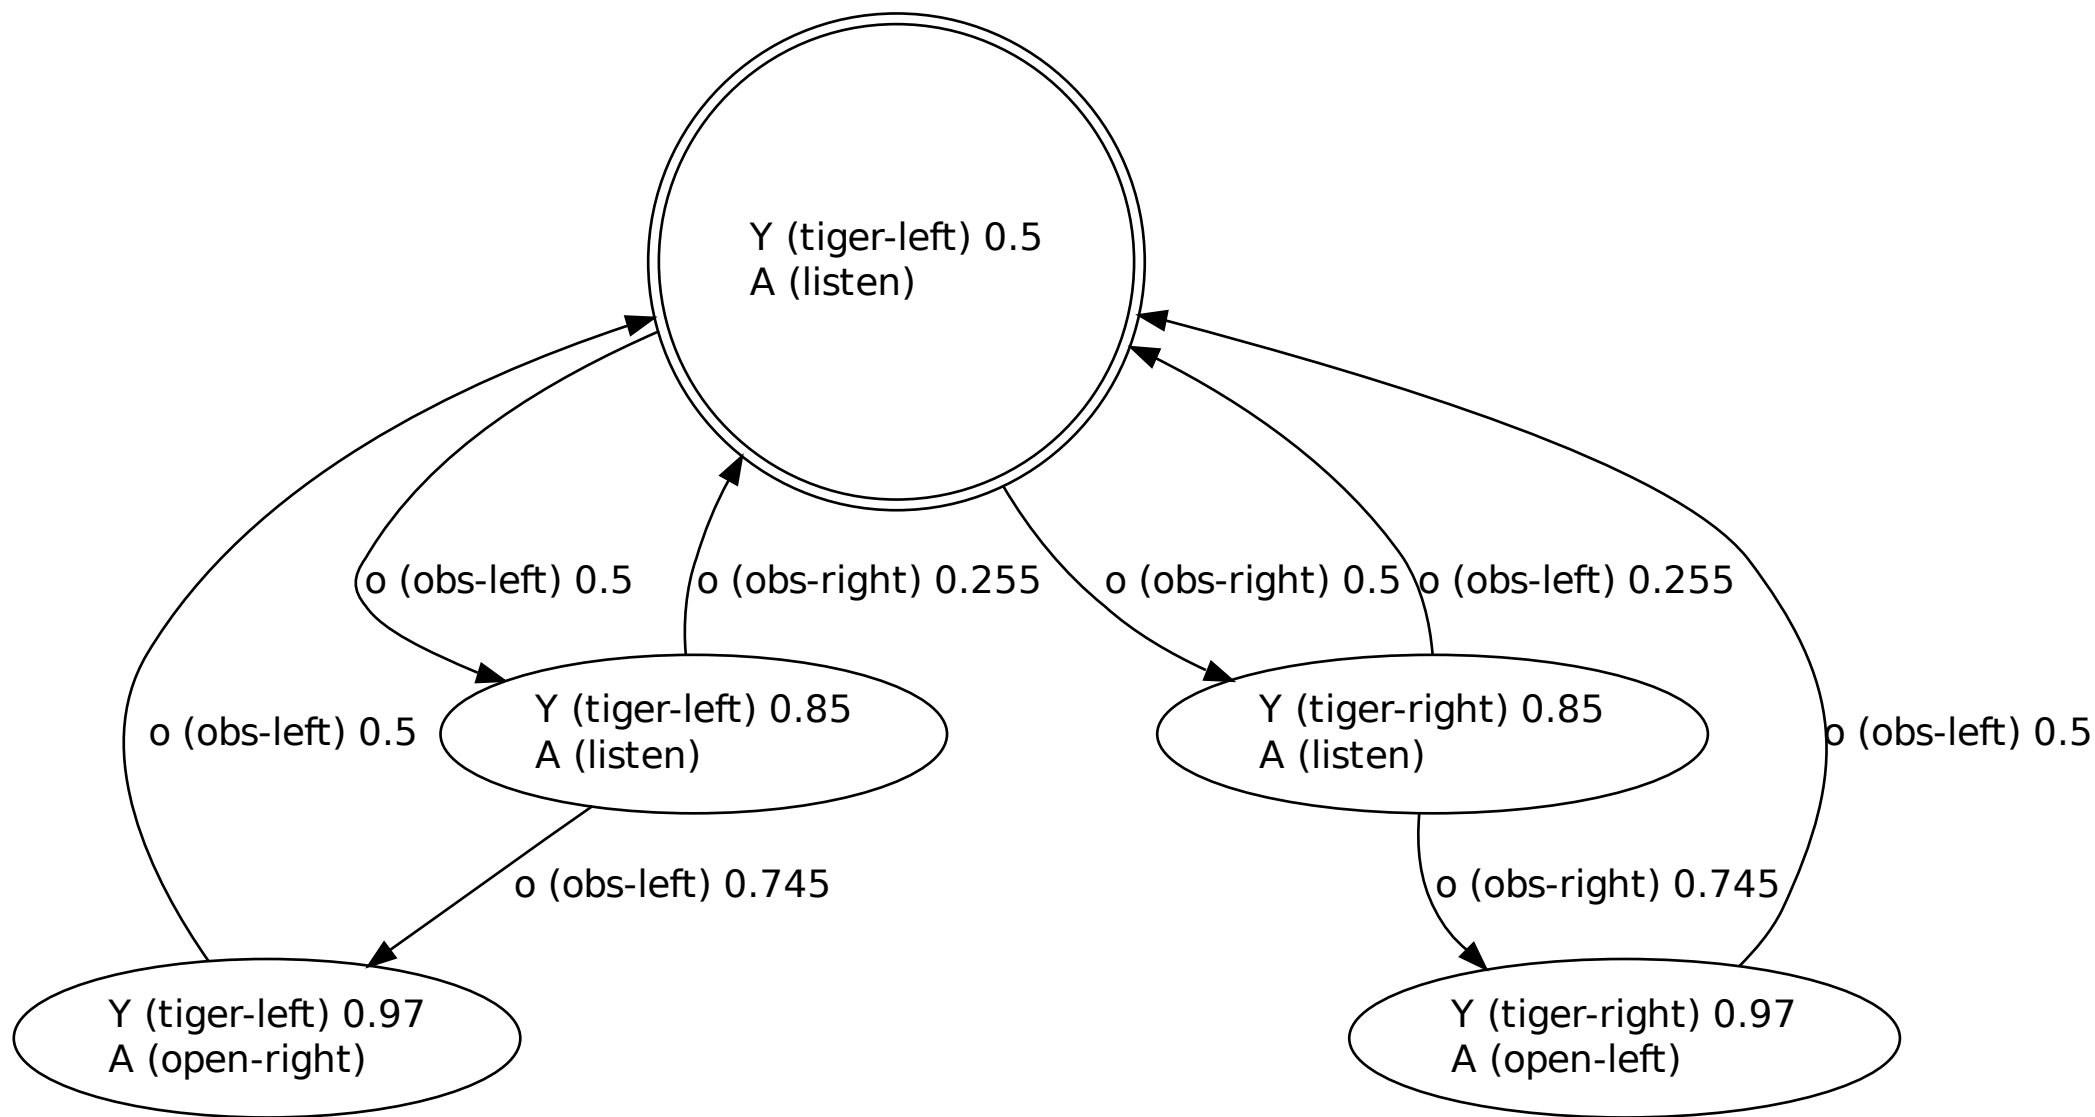 Y (tiger-left) 0.5
A (listen)
o (obs-left) 0.5
o (obs-right) 0.255
o (obs-right) 0.5
o (obs-left) 0.255
Y (tiger-left) 0.85
A (listen)
Y (tiger-right) 0.85
A (listen)
o (obs-left) 0.5
o (obs-left) 0.5
o (obs-left) 0.745
o (obs-right) 0.745
Y (tiger-left) 0.97
A (open-right)
Y (tiger-right) 0.97
A (open-left)